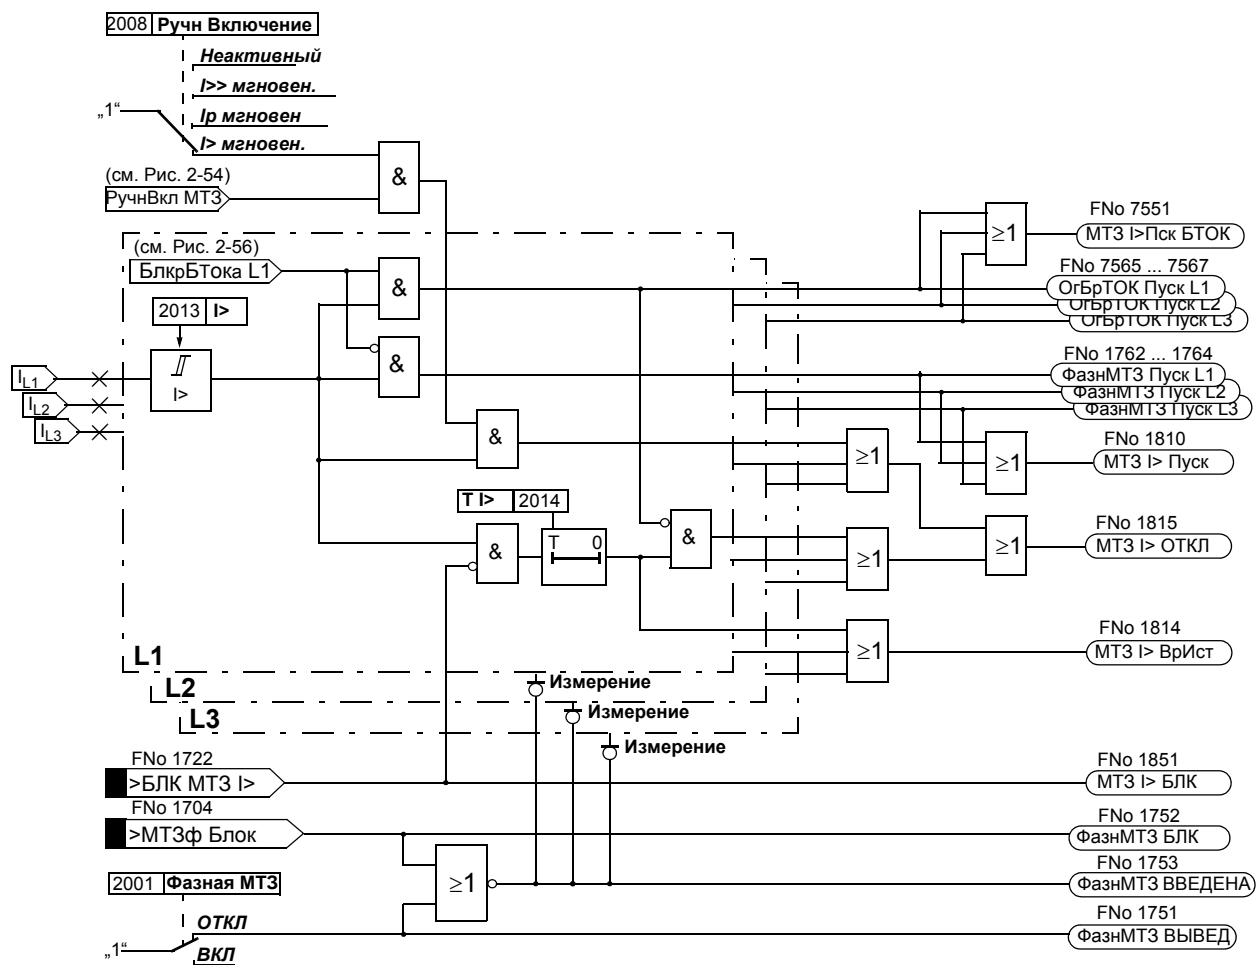 2008 Ручн Включение
Неактивный
I>> мгновен.
„1“
Iр мгновен
I> мгновен.
(см. Рис. 2-54)
РучнВкл МТЗ
&
(см. Рис. 2-56)
БлкрБТока L1
2013 I>
&
I>
&
IL1
IL2
IL3
&
T I> 2014
&
T 0
&
≥1
FNo 7551
МТЗ I>Пск БТОК
FNo 7565 ... 7567
ОгБрТОК Пуск L1
ОгБрТОК Пуск L2
ОгБрТОК Пуск L3
FNo 1762 ... 1764
ФазнМТЗ Пуск L1
ФазнМТЗ Пуск L2
ФазнМТЗ Пуск L3
≥1
≥1
FNo 1810
МТЗ I> Пуск
≥1
≥1
FNo 1815
МТЗ I> ОТКЛ
≥1
FNo 1814
МТЗ I> ВрИст
L1
L2
L3
Измерение
Измерение
Измерение
FNo 1722
>БЛК МТЗ I>
FNo 1851
МТЗ I> БЛК
FNo 1704
>МТЗф Блок
FNo 1752
ФазнМТЗ БЛК
≥1
FNo 1753
ФазнМТЗ ВВЕДЕНА
2001 Фазная МТЗ
ОТКЛ
„1“
ВКЛ
FNo 1751
ФазнМТЗ ВЫВЕД